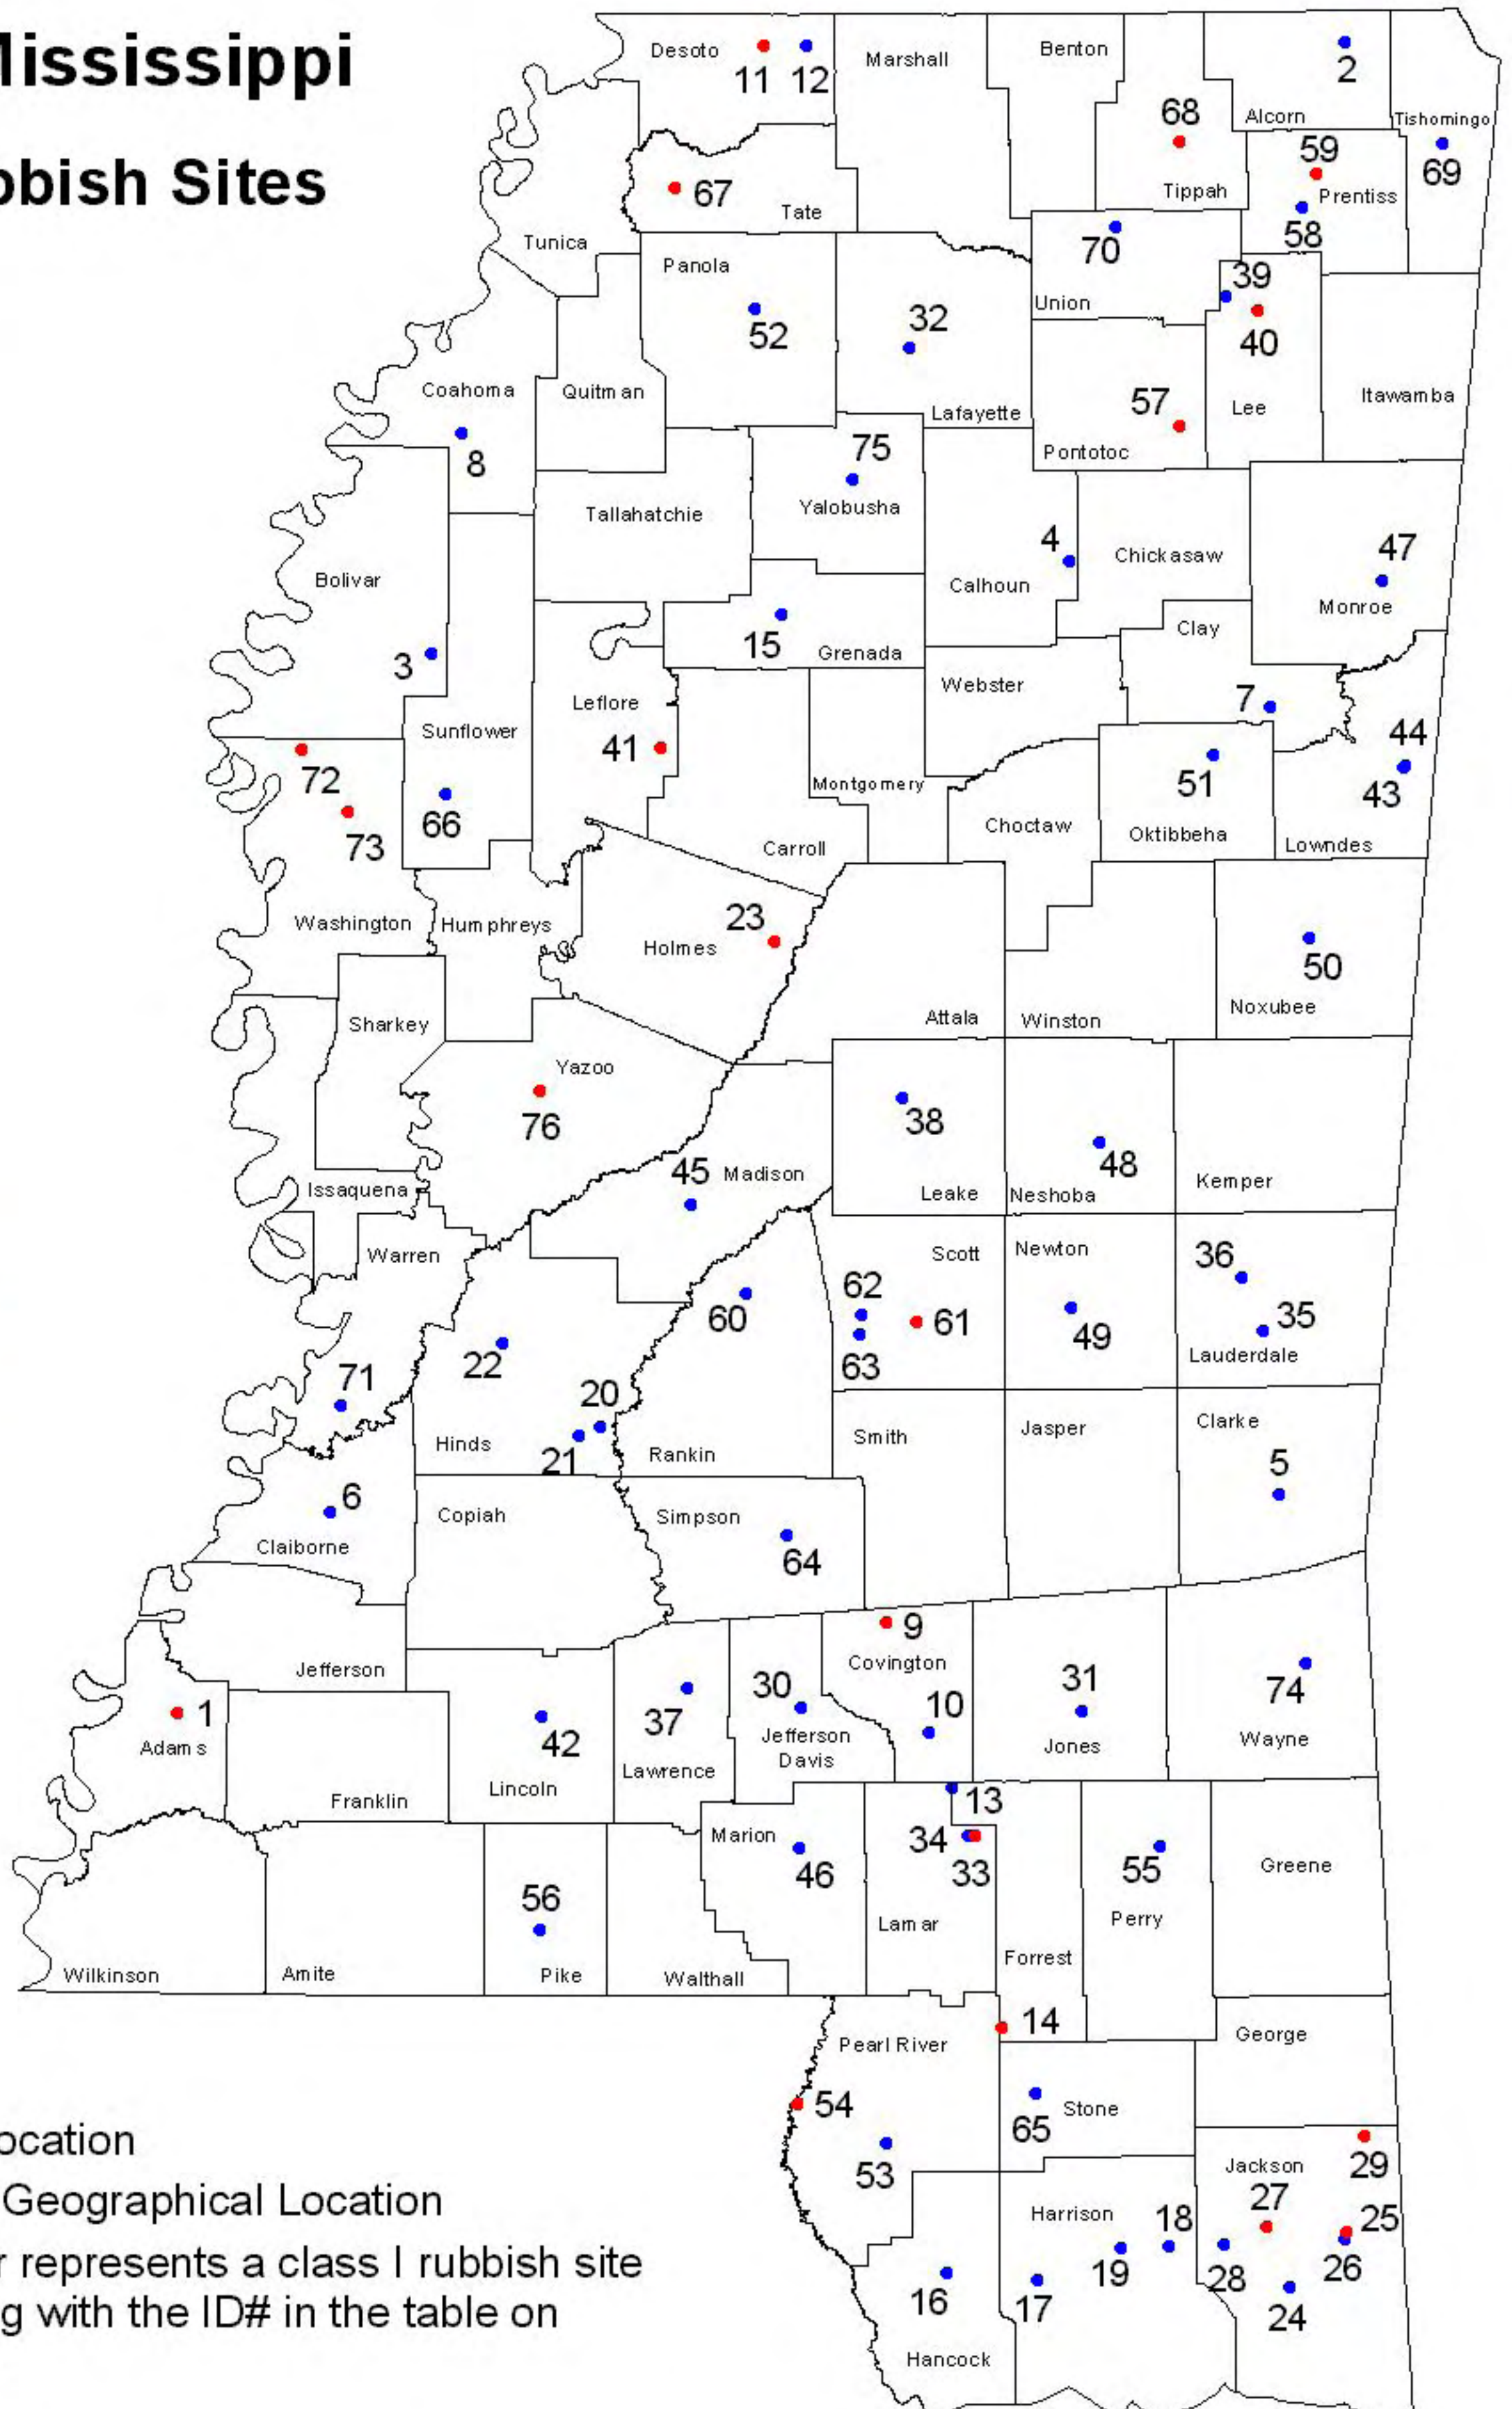 Mississippi
bbish Sites
Desoto
11
12
Marshall
Benton
2
Alcorn
Tishomingo
69
68
Tippah
59
Prentiss
58
67
Tate
Tunica
Panola
52
32
Lafayette
70
Union
39
40
Lee
Itawamba
57
Pontotoc
Coahoma
8
Quitman
Tallahatchie
75
Yalobusha
4
Calhoun
Chickasaw
47
Monroe
Bolivar
3
15
Grenada
Clay
7
Webster
Leflore
41
Sunflower
66
72
73
Washington
Montgomery
Carroll
Choctaw
51
Oktibbeha
44
43
Lowndes
Humphreys
23
Holmes
50
Noxubee
Attala
Winston
Sharkey
Yazoo
76
38
Leake
48
Neshoba
Kemper
45
Madison
Issaquena
Warren
71
Scott
62
61
63
Newton
49
36
35
Lauderdale
60
22
20
21
Hinds
Rankin
Smith
Jasper
Clarke
5
6
Claiborne
Copiah
Simpson
64
Jefferson
1
Adams
Franklin
42
Lincoln
37
Lawrence
30
Jefferson
Davis
9
Covington
10
31
Jones
74
Wayne
13
34
33
Marion
46
Lamar
Forrest
55
Perry
Greene
56
Pike
Wilkinson
Amite
Walthall
14
Pearl River
George
54
53
65
Stone
Jackson
29
27
25
26
28
24
Harrison
18
19
17
16
Hancock
ocation
Geographical Location
r represents a class I rubbish site
g with the ID# in the table on